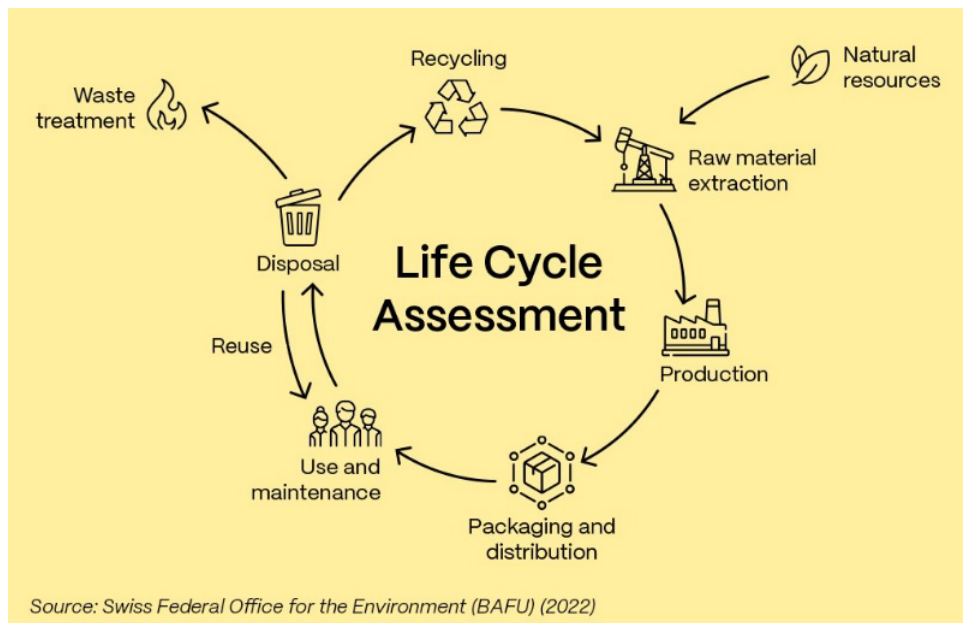 Recycling
Natural
resources
Waste
treatment
Raw material
extraction
Disposal
Life Cycle
Assessment
Reuse
Production
Use and
maintenance
Packaging and
distribution
Source: Swiss Federal Office for the Environment (BAFU) (2022)